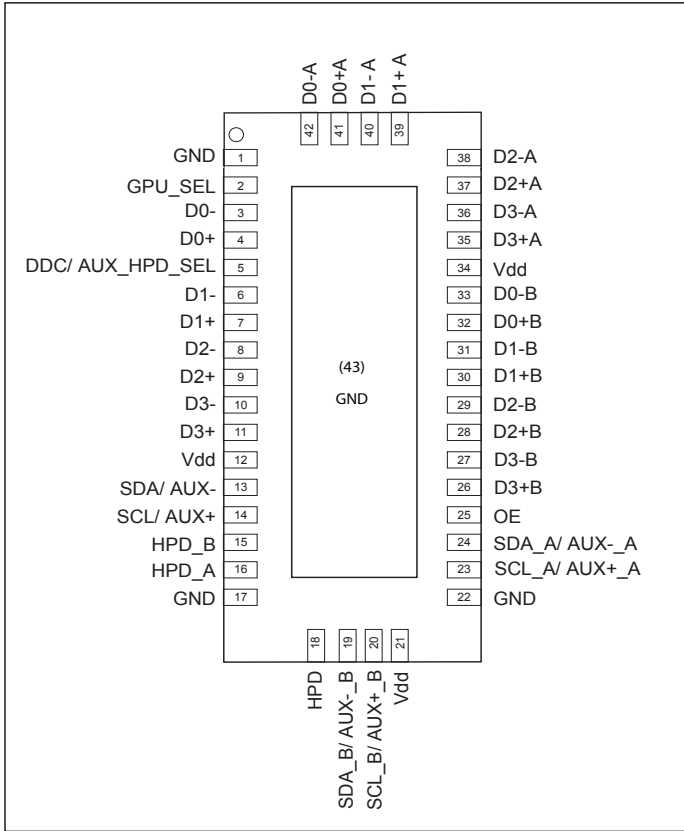 D0-A
D0+A
D1- A
D1+ A
42
41
40
39
GND 1
GPU_SEL 2
D0- 3
D0+ 4
DDC/ AUX_HPD_SEL 5
D1- 6
D1+ 7
D2- 8
D2+ 9
D3- 10
D3+ 11
Vdd 12
SDA/ AUX- 13
SCL/ AUX+ 14
HPD_B 15
HPD_A 16
GND 17
(43)
GND
38 D2-A
37 D2+A
36 D3-A
35 D3+A
34 Vdd
33 D0-B
32 D0+B
31 D1-B
30 D1+B
29 D2-B
28 D2+B
27 D3-B
26 D3+B
25 OE
24 SDA_A/ AUX-_A
23 SCL_A/ AUX+_A
22 GND
18
19
20
21
HPD
SDA_B/ AUX-_B
SCL_B/ AUX+_B
Vdd